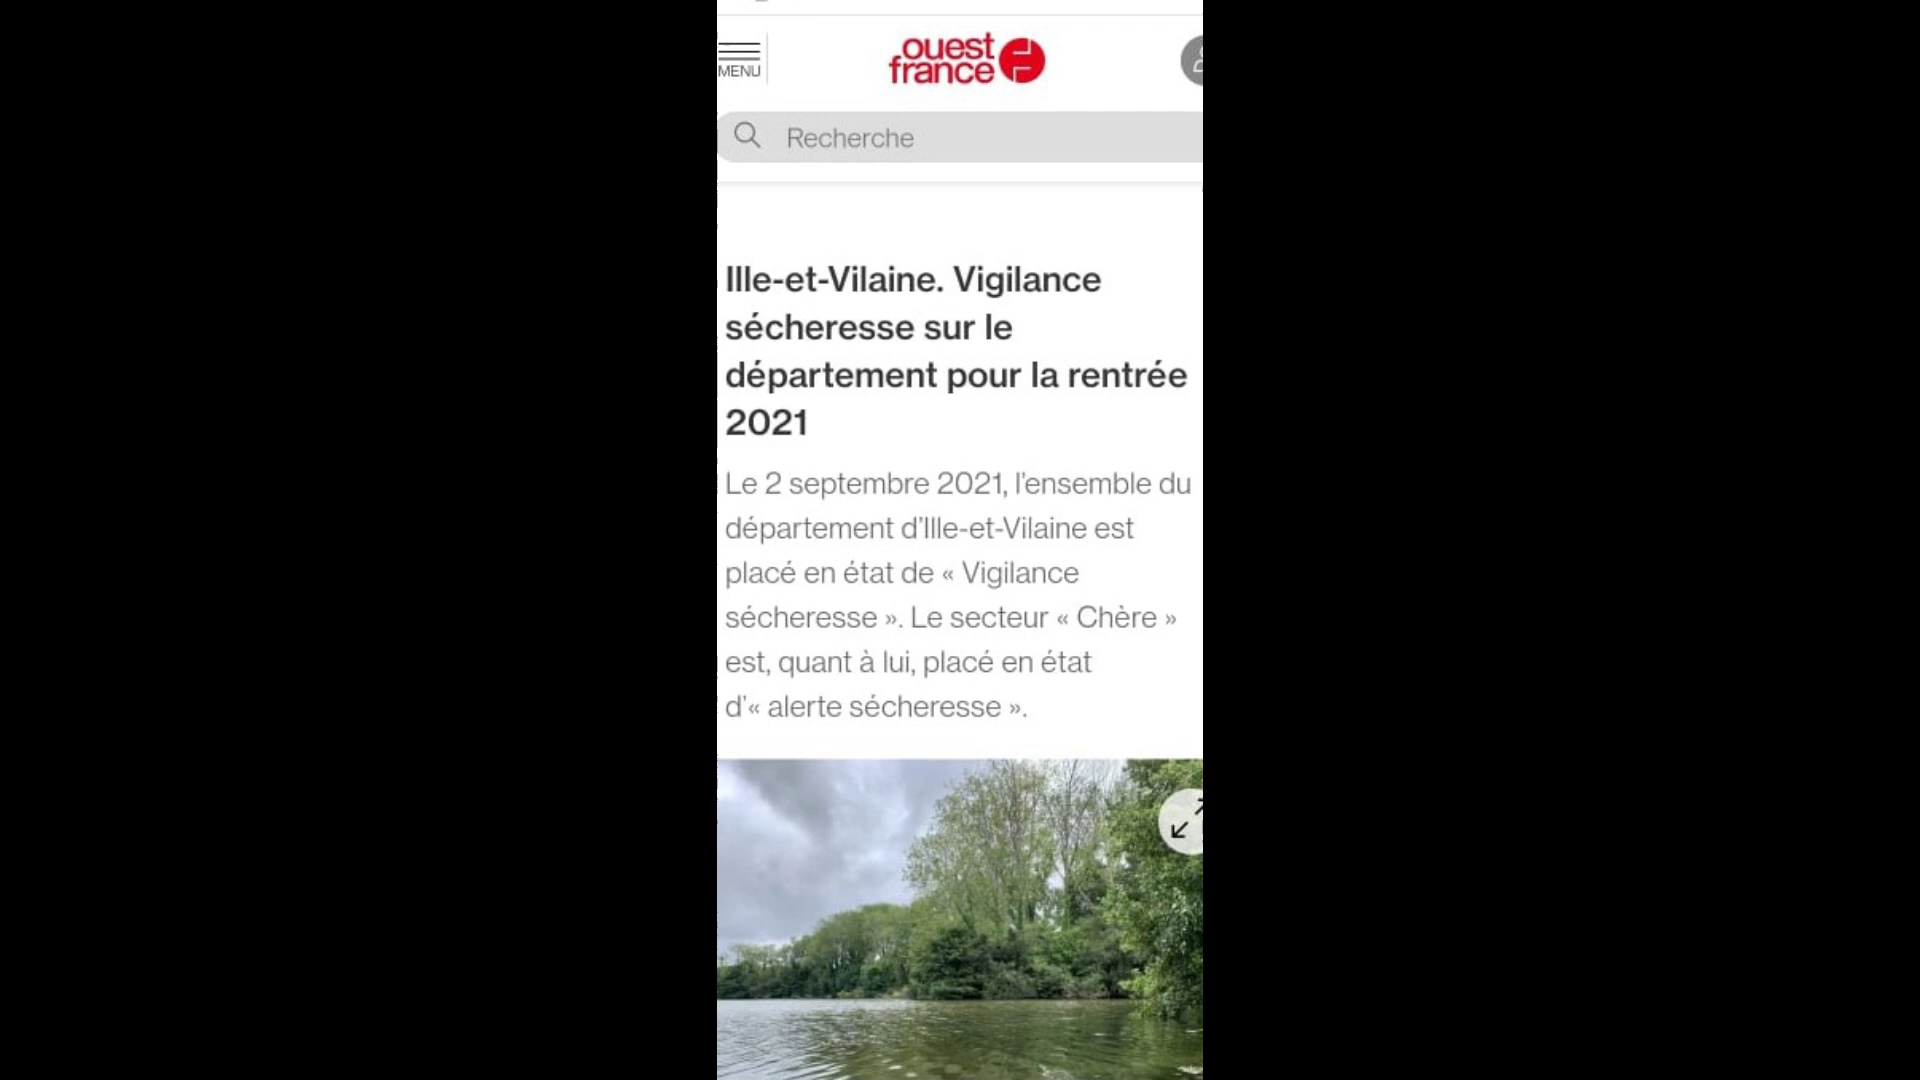 MENU
ouest
france
Recherche
Ille-et-Vilaine. Vigilance
sécheresse sur le
département pour la rentrée
2021
Le 2 septembre 2021, l’ensemble du
département d’Ille-et-Vilaine est
placé en état de « Vigilance
sécheresse ». Le secteur « Chère »
est, quant à lui, placé en état
d’« alerte sécheresse ».